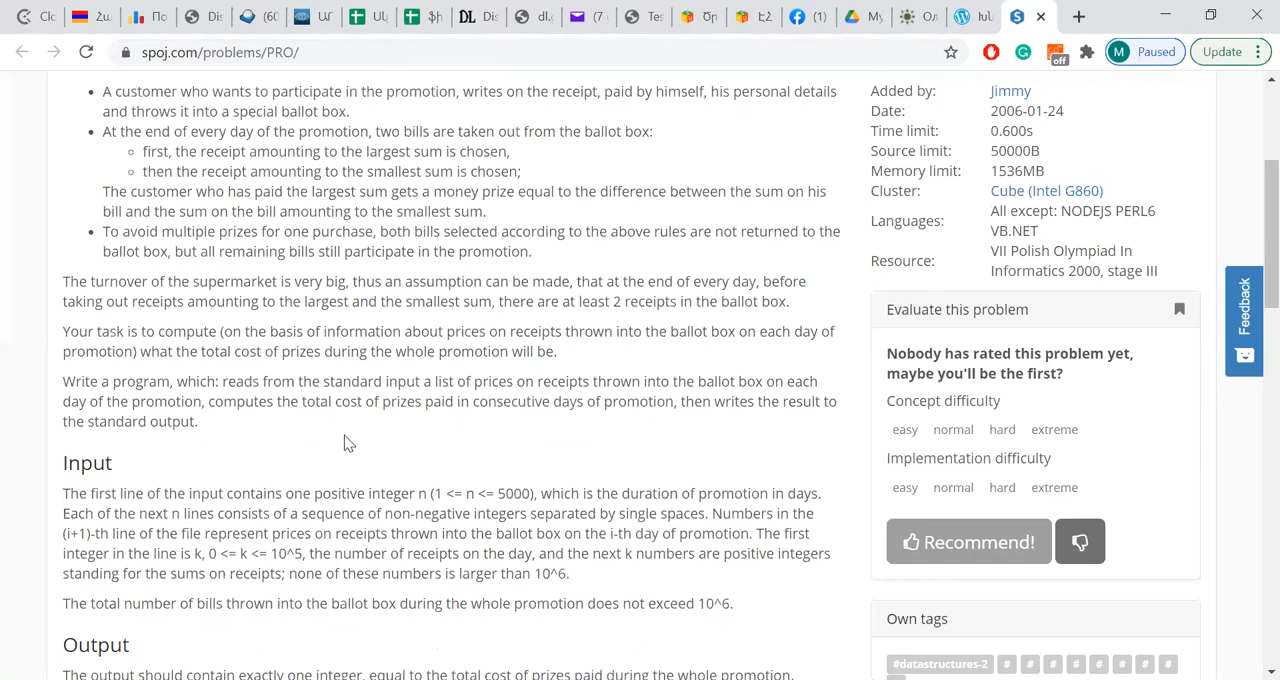 Clc
Հա
По
Dis
(60
Ա
Սկ
ֆի
DL Dis
dl.g
(7
Tes
Ծր
ԷԶ
(1)
My
Ол
spoj.com/problems/PRO/
off
M Paused
Update
A customer who wants to participate in the promotion, writes on the receipt, paid by himself, his personal details
and throws it into a special ballot box.
At the end of every day of the promotion, two bills are taken out from the ballot box:
first, the receipt amounting to the largest sum is chosen,
then the receipt amounting to the smallest sum is chosen;
The customer who has paid the largest sum gets a money prize equal to the difference between the sum on his
bill and the sum on the bill amounting to the smallest sum.
To avoid multiple prizes for one purchase, both bills selected according to the above rules are not returned to the
ballot box, but all remaining bills still participate in the promotion.
The turnover of the supermarket is very big, thus an assumption can be made, that at the end of every day, before
taking out receipts amounting to the largest and the smallest sum, there are at least 2 receipts in the ballot box.
Your task is to compute (on the basis of information about prices on receipts thrown into the ballot box on each day of
promotion) what the total cost of prizes during the whole promotion will be.
Write a program, which: reads from the standard input a list of prices on receipts thrown into the ballot box on each
day of the promotion, computes the total cost of prizes paid in consecutive days of promotion, then writes the result to
the standard output.
Input
The first line of the input contains one positive integer n (1 <= n <= 5000), which is the duration of promotion in days.
Each of the next n lines consists of a sequence of non-negative integers separated by single spaces. Numbers in the
(i+1)-th line of the file represent prices on receipts thrown into the ballot box on the i-th day of promotion. The first
integer in the line is k, 0 <= k <= 10^5, the number of receipts on the day, and the next k numbers are positive integers
standing for the sums on receipts; none of these numbers is larger than 10^6.
The total number of bills thrown into the ballot box during the whole promotion does not exceed 10^6.
Output
The output should contain exactly one integer, equal to the total cost of prizes paid during the whole promotion.
Added by: Jimmy
Date: 2006-01-24
Time limit: 0.600s
Source limit: 50000B
Memory limit: 1536MB
Cluster: Cube (Intel G860)
Languages: All except: NODEJS PERL6
VB.NET
Resource: VII Polish Olympiad In
Informatics 2000, stage III
Evaluate this problem
Nobody has rated this problem yet,
maybe you'll be the first?
Concept difficulty
easy normal hard extreme
Implementation difficulty
easy normal hard extreme
Recommend!
Own tags
#datastructures-2 # # # # # # # #
Feedback